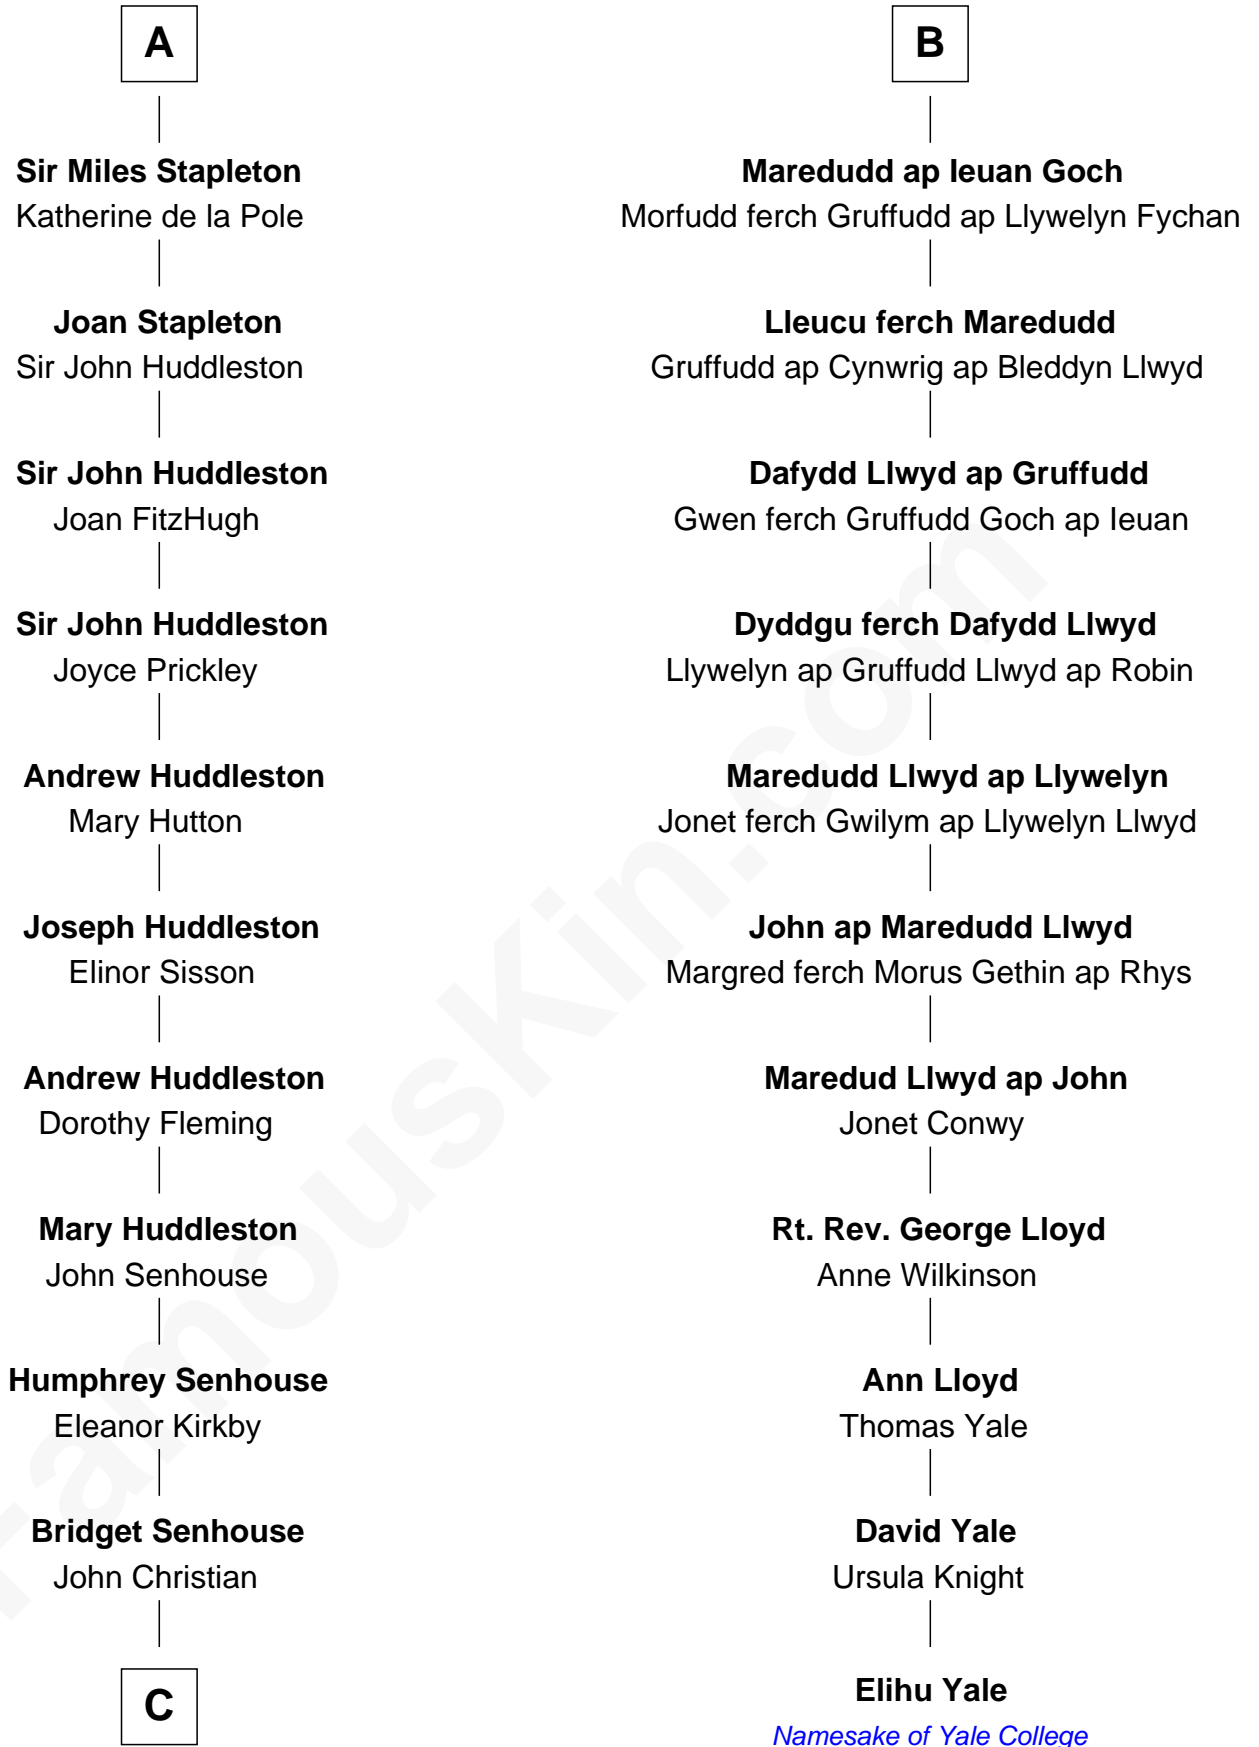 A
Sir Miles Stapleton
Katherine de la Pole
Joan Stapleton
Sir John Huddleston
Sir John Huddleston
Joan FitzHugh
Sir John Huddleston
Joyce Prickley
Andrew Huddleston
Mary Hutton
Joseph Huddleston
Elinor Sisson
Andrew Huddleston
Dorothy Fleming
Mary Huddleston
John Senhouse
Humphrey Senhouse
Eleanor Kirkby
Bridget Senhouse
John Christian
C
B
Maredudd ap Ieuan Goch
Morfudd ferch Gruffudd ap Llywelyn Fychan
Lleucu ferch Maredudd
Gruffudd ap Cynwrig ap Bleddyn Llwyd
Dafydd Llwyd ap Gruffudd
Gwen ferch Gruffudd Goch ap Ieuan
Dyddgu ferch Dafydd Llwyd
Llywelyn ap Gruffudd Llwyd ap Robin
Maredudd Llwyd ap Llywelyn
Jonet ferch Gwilym ap Llywelyn Llwyd
John ap Maredudd Llwyd
Margred ferch Morus Gethin ap Rhys
Maredud Llwyd ap John
Jonet Conwy
Rt. Rev. George Lloyd
Anne Wilkinson
Ann Lloyd
Thomas Yale
David Yale
Ursula Knight
Elihu Yale
Namesake of Yale College
FamousKin.com